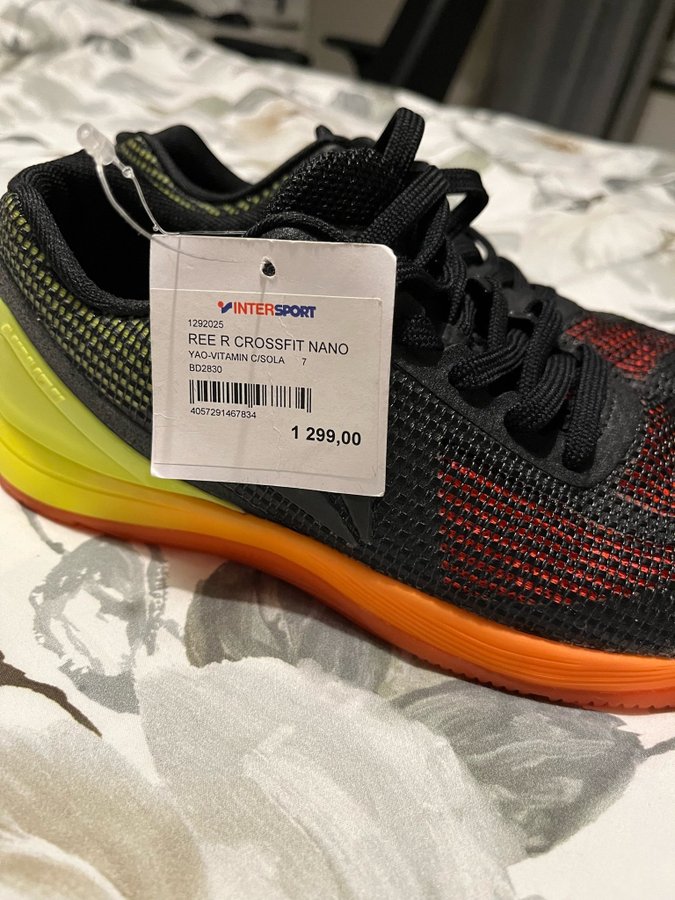 INTERSPORT
1292025
REE R CROSSFIT NANO
YAO-VITAMIN C/SOLA 7
BD2830
4057291467834
1 299,00